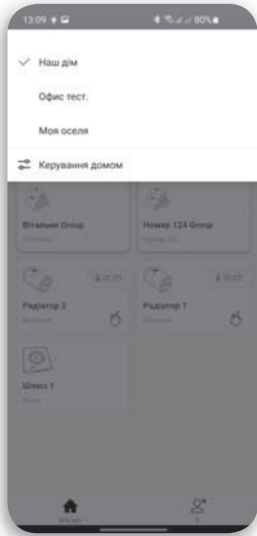 13:09
80%
Наш дім
Офис тест.
Моя оселя
Керування домом
Вітальня Group
Номер 124 Group
Радіатор 2
Радіатор 1
Шлюз 1